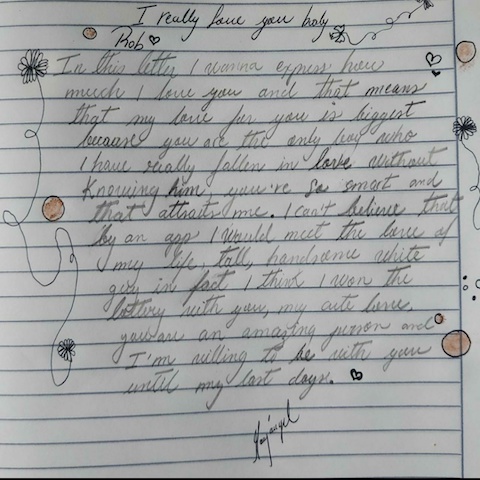 I really love you baby
Rob
In this letter I wanna express how
much I love you and that means
that my love for you is biggest
because you are the only boy who
I have really fallen in love without
Knowing him, you're so smart and
that attracts me. I can't believe that
by an app I would meet the love of
my life, tall, handsome white
guy in fact I think I won the
lottery with you, my cute love,
you are an amazing person and
I'm willing to be with you
until my last days.